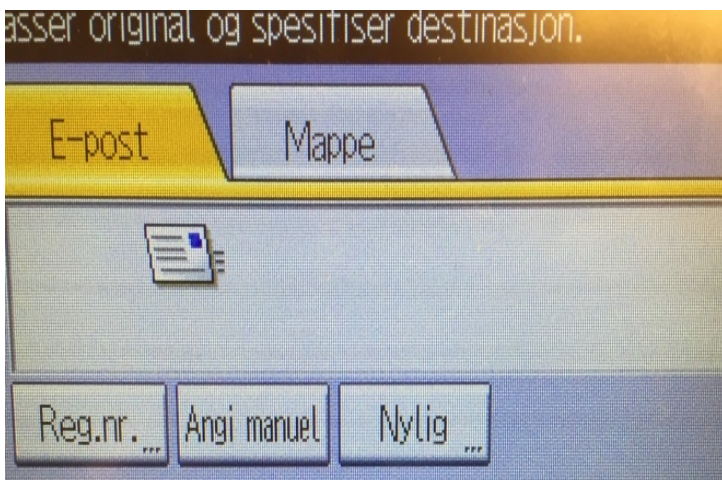 asser original og spesifiser destinasjon.
E-post Mappe
Reg.nr. ... Angi manuel Nylig ...